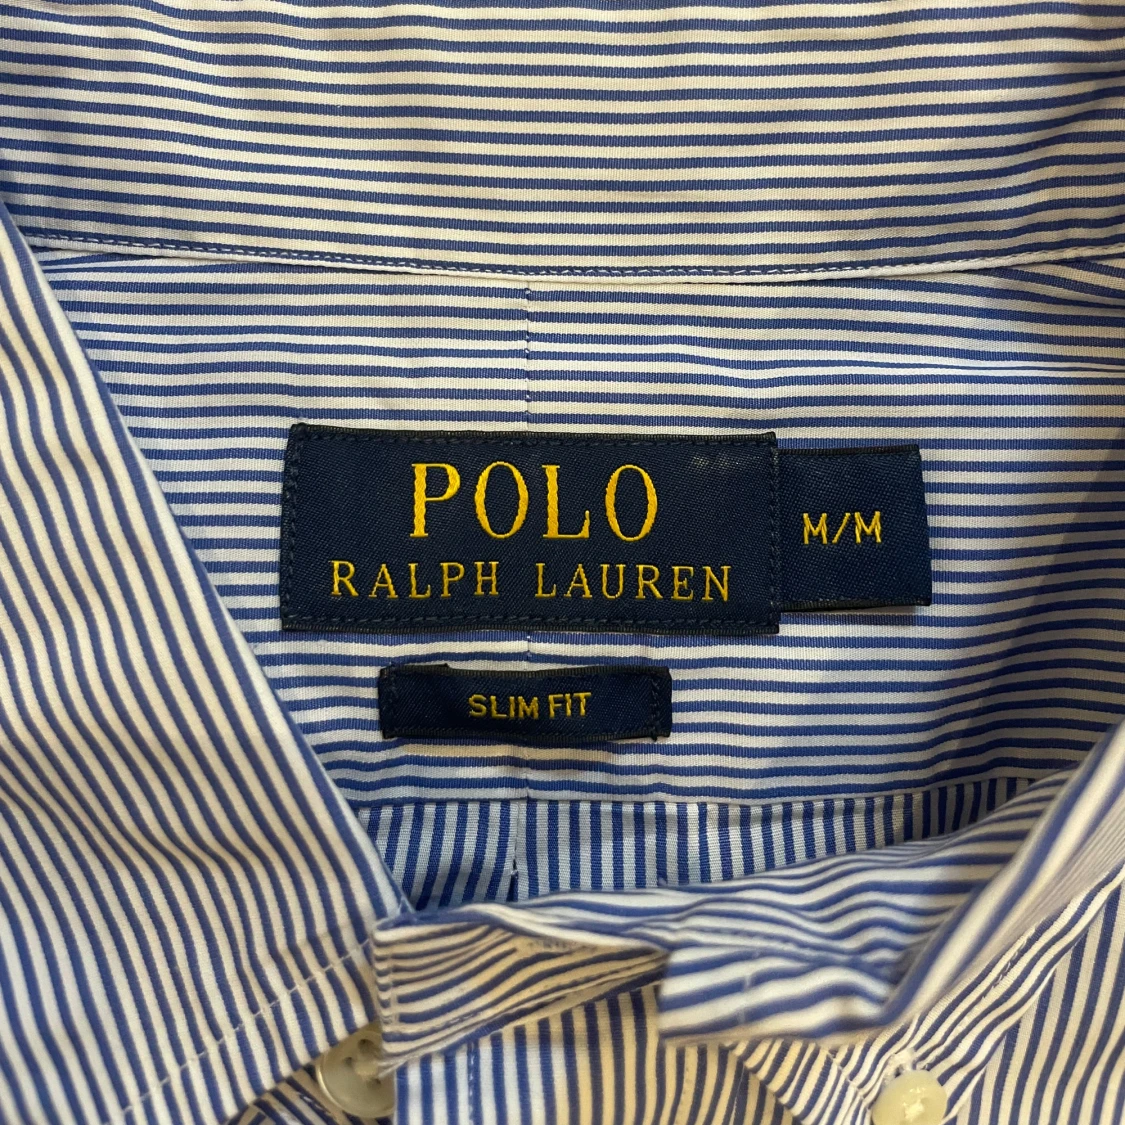 POLO
RALPH LAUREN
M/M
SLIM FIT